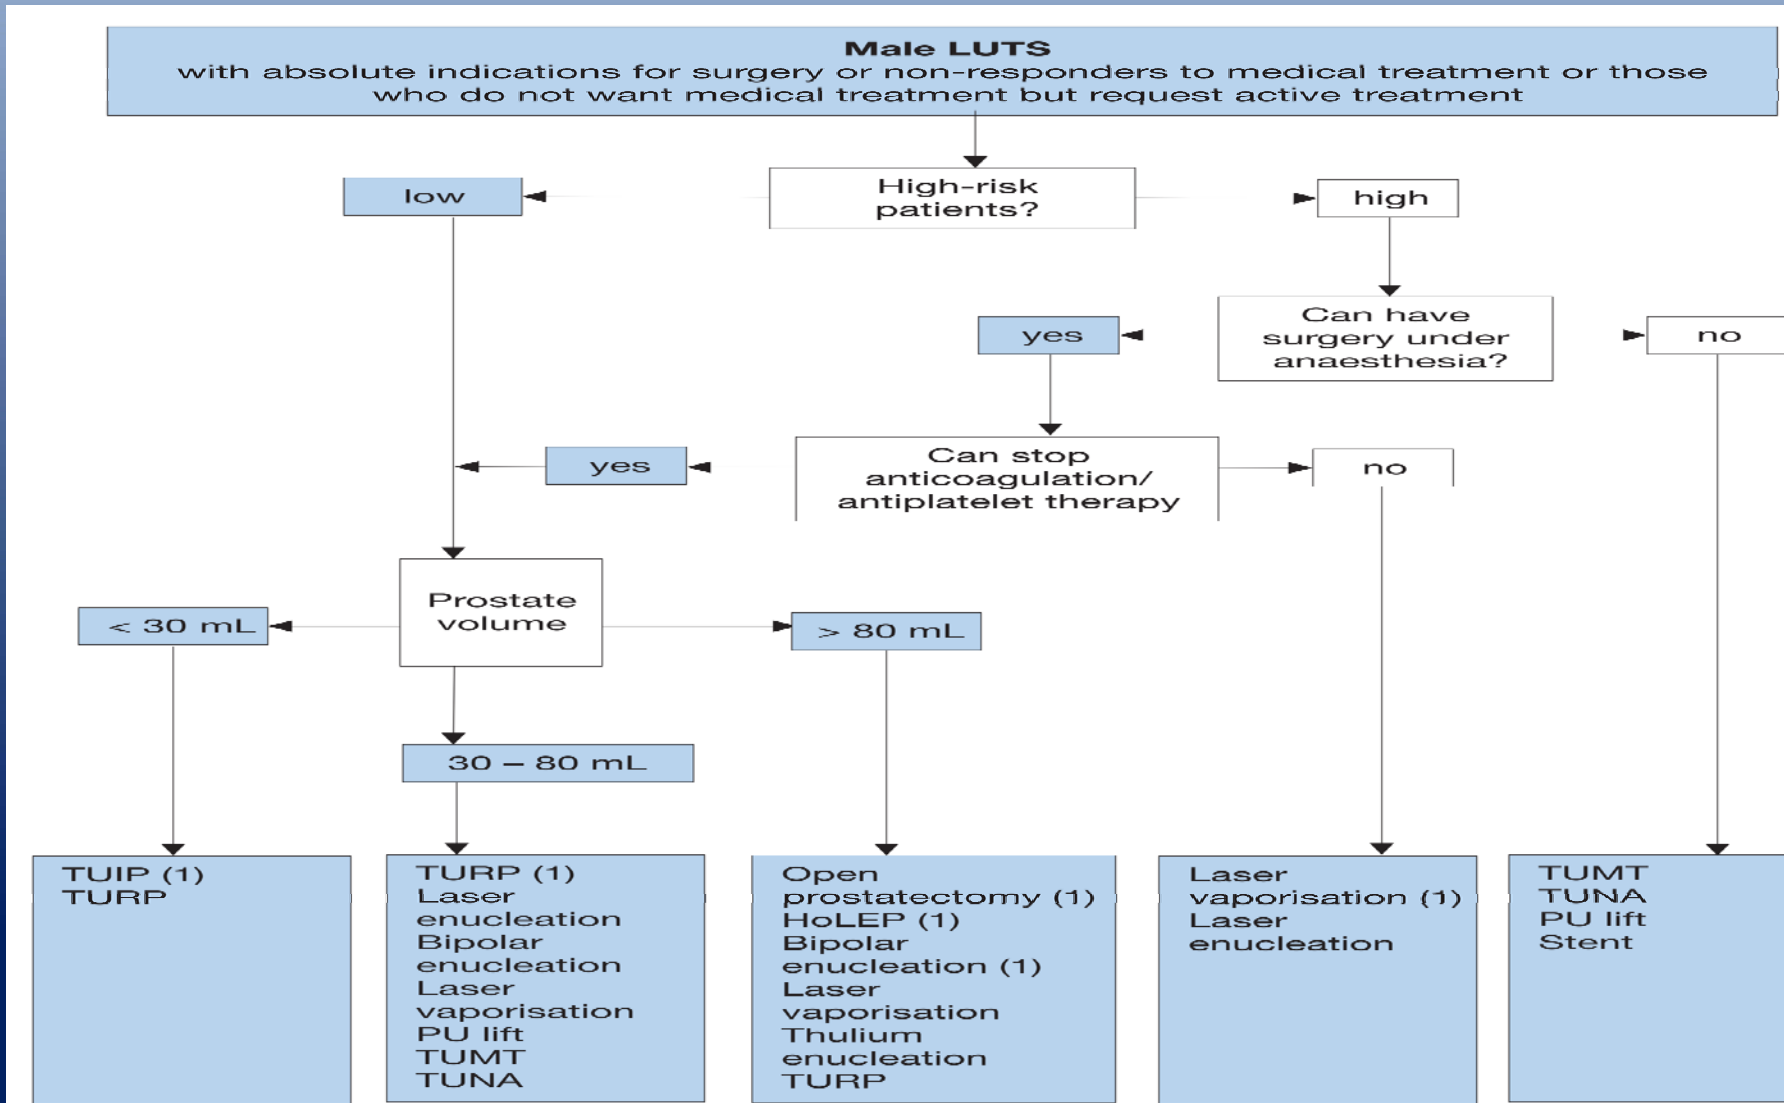 Male LUTS
with absolute indications for surgery or non-responders to medical treatment or those
who do not want medical treatment but request active treatment
low
High-risk
patients?
high
yes
Can have
surgery under
anaesthesia?
no
yes
Can stop
anticoagulation/
antiplatelet therapy
no
Prostate
volume
< 30 mL
> 80 mL
30 – 80 mL
TUIP (1)
TURP
TURP (1)
Laser
enucleation
Bipolar
enucleation
Laser
vaporisation
PU lift
TUMT
TUNA
Open
prostatectomy (1)
HoLEP (1)
Bipolar
enucleation (1)
Laser
vaporisation
Thulium
enucleation
TURP
Laser
vaporisation (1)
Laser
enucleation
TUMT
TUNA
PU lift
Stent